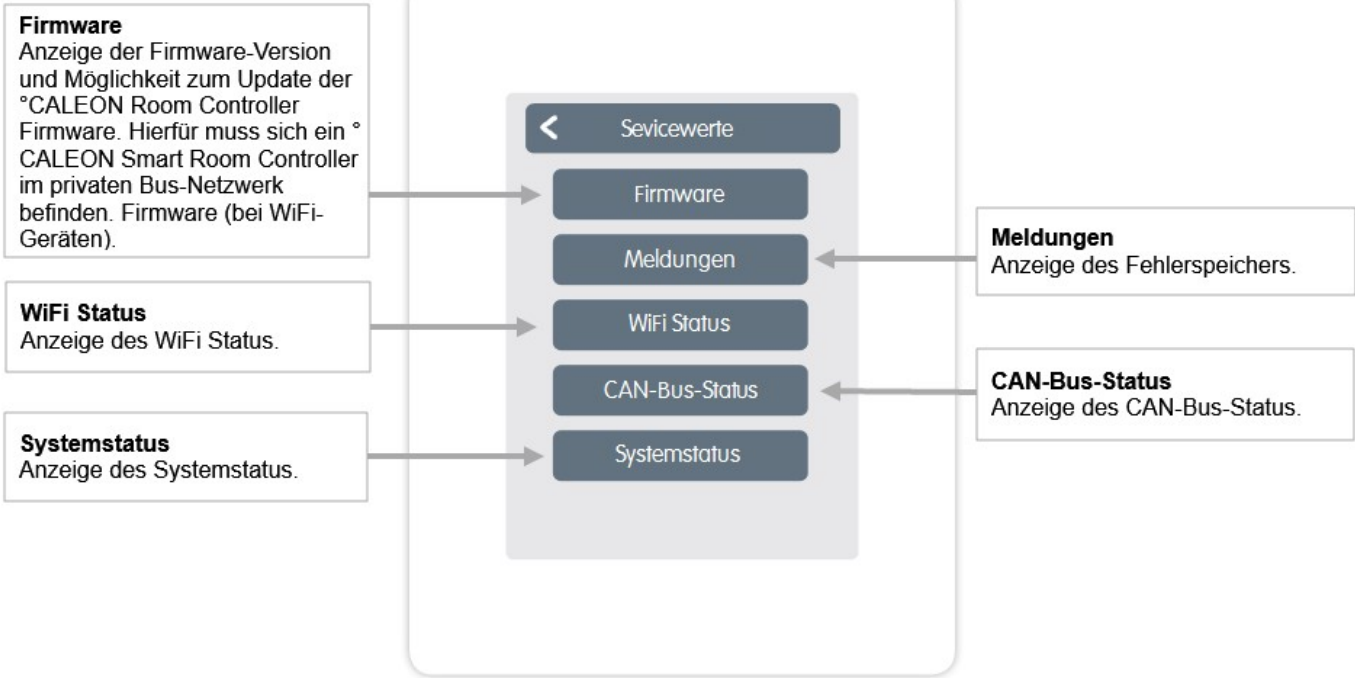 Firmware
Anzeige der Firmware-Version
und Möglichkeit zum Update der
°CALEON Room Controller
Firmware. Hierfür muss sich ein °
CALEON Smart Room Controller
im privaten Bus-Netzwerk
befinden. Firmware (bei WiFi-
Geräten).
WiFi Status
Anzeige des WiFi Status.
Systemstatus
Anzeige des Systemstatus.
Sevicewerte
Firmware
Meldungen
WiFi Status
CAN-Bus-Status
Systemstatus
Meldungen
Anzeige des Fehlerspeichers.
CAN-Bus-Status
Anzeige des CAN-Bus-Status.